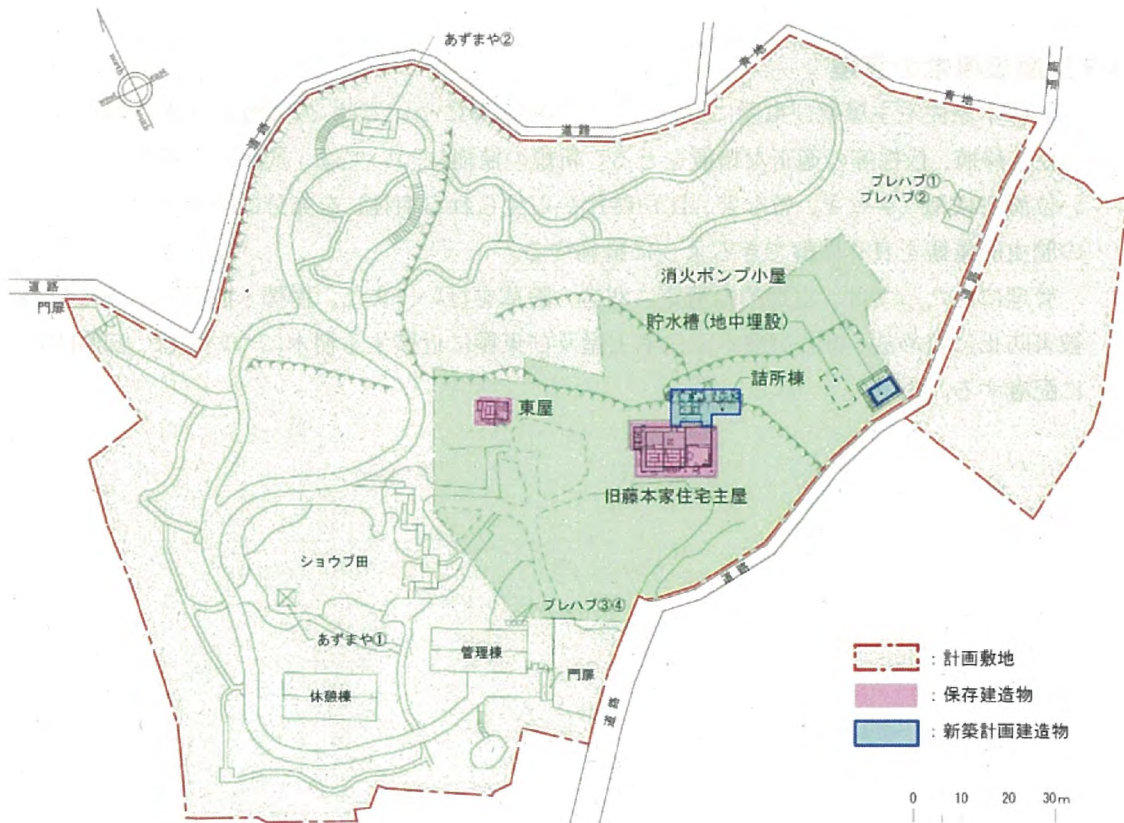 あずまや②
north
青地
道路
道路
青地
道路
プレハブ①
プレハブ②
道路
消火ポンプ小屋
道路
門扉
貯水槽(地中埋設)
詰所棟
東屋
旧藤本家住宅主屋
ショウブ田
道路
プレハブ③④
あずまや①
管理棟
門扉
休憩棟
道路
:計画敷地
:保存建造物
:新築計画建造物
0 10 20 30m